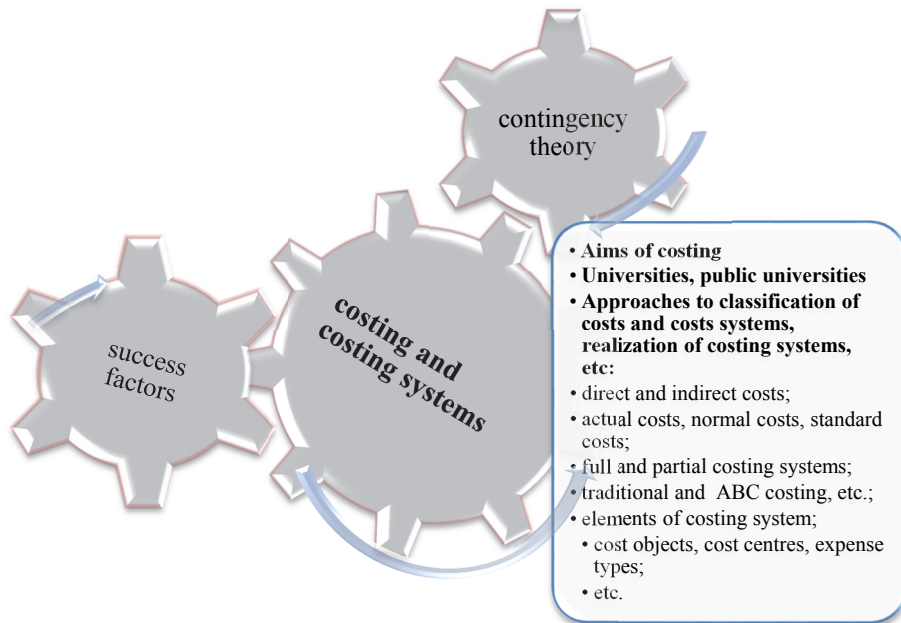 contingency
theory
success
factors
costing and
costing systems
• Aims of costing
• Universities, public universities
• Approaches to classification of
costs and costs systems,
realization of costing systems,
etc:
• direct and indirect costs;
• actual costs, normal costs, standard
costs;
• full and partial costing systems;
• traditional and ABC costing, etc.;
• elements of costing system;
• cost objects, cost centres, expense
types;
• etc.